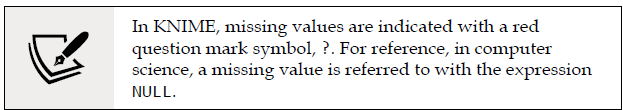 In KNIME, missing values are indicated with a red
question mark symbol, ?. For reference, in computer
science, a missing value is referred to with the expression
NULL.